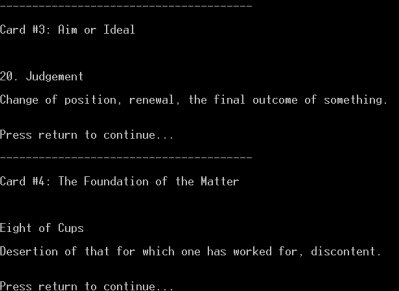 ----------------------------------------
Card #3: Aim or Ideal
20. Judgement
Change of position, renewal, the final outcome of something.
Press return to continue...
----------------------------------------
Card #4: The Foundation of the Matter
Eight of Cups
Desertion of that for which one has worked for, discontent.
Press return to continue...